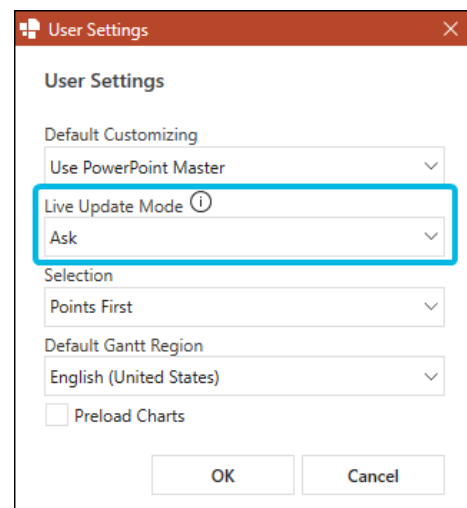 User Settings
User Settings
Default Customizing
Use PowerPoint Master
Live Update Mode
Ask
Selection
Points First
Default Gantt Region
English (United States)
Preload Charts
OK
Cancel